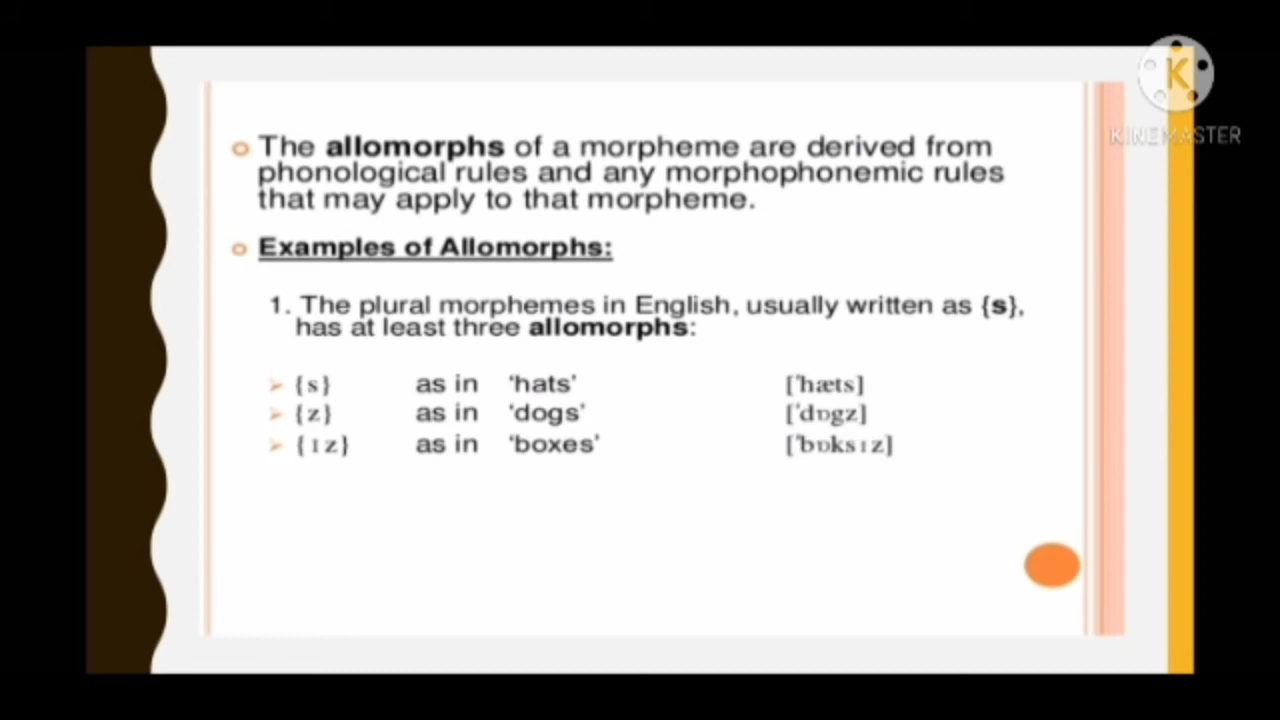 The allomorphs of a morpheme are derived from
phonological rules and any morphophonemic rules
that may apply to that morpheme.
Examples of Allomorphs:
1. The plural morphemes in English, usually written as {s},
has at least three allomorphs:
{s} as in ‘hats’ [ˈhæts]
{z} as in ‘dogs’ [ˈdɒgz]
{ɪz} as in ‘boxes’ [ˈbɒksɪz]
K
KINEMASTER